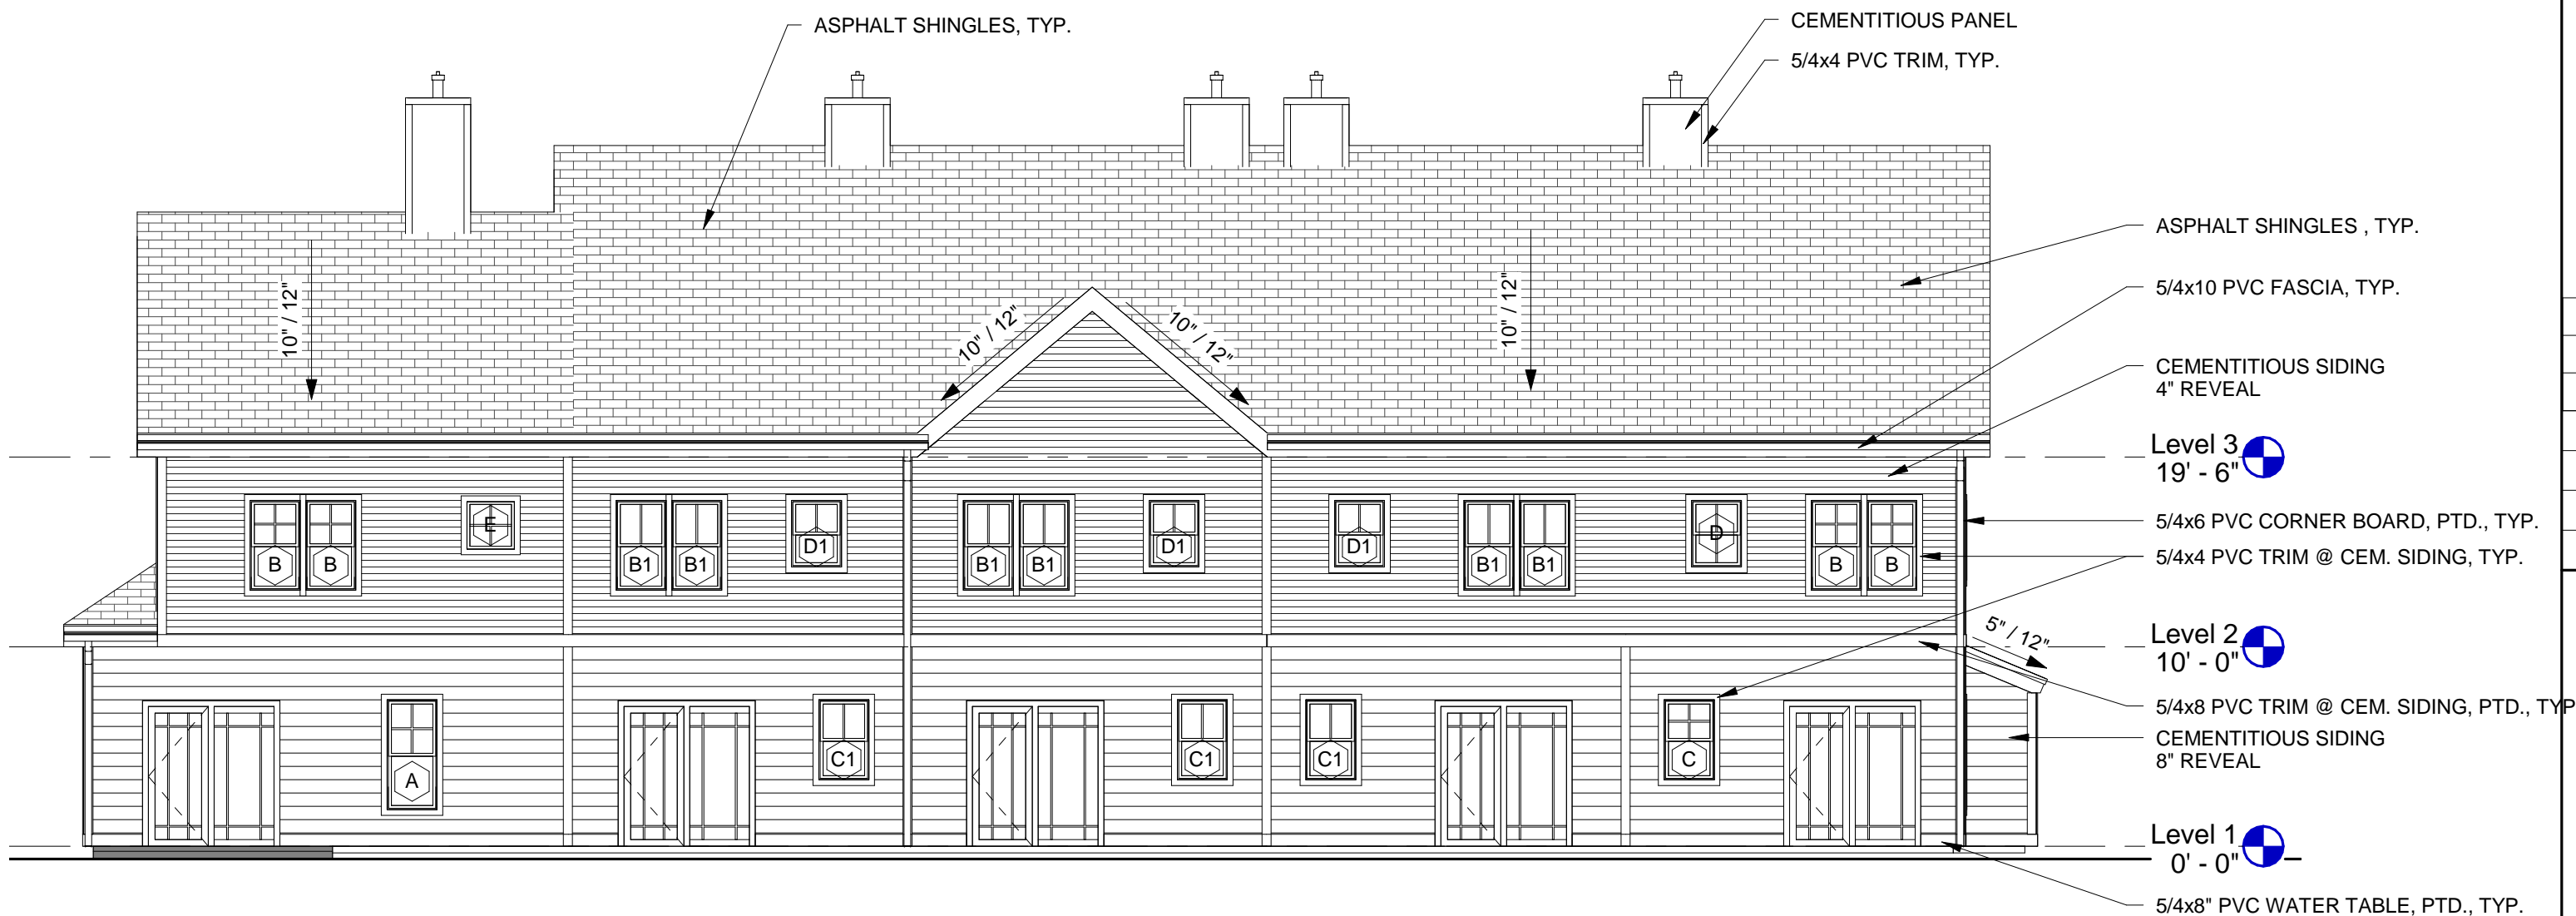 ASPHALT SHINGLES, TYP.
CEMENTITIOUS PANEL
5/4x4 PVC TRIM, TYP.
ASPHALT SHINGLES , TYP.
5/4x10 PVC FASCIA, TYP.
10" / 12"
10" / 12"
10" / 12"
10" / 12"
CEMENTITIOUS SIDING
4" REVEAL
Level 3
19' - 6"
5/4x6 PVC CORNER BOARD, PTD., TYP.
5/4x4 PVC TRIM @ CEM. SIDING, TYP.
B B E B1 B1 D1 B1 B1 D1 D1 B1 B1 D B B
Level 2
10' - 0"
5" / 12"
5/4x8 PVC TRIM @ CEM. SIDING, PTD., TYP
CEMENTITIOUS SIDING
8" REVEAL
A C1 C1 C1 C
Level 1
0' - 0"
5/4x8" PVC WATER TABLE, PTD., TYP.